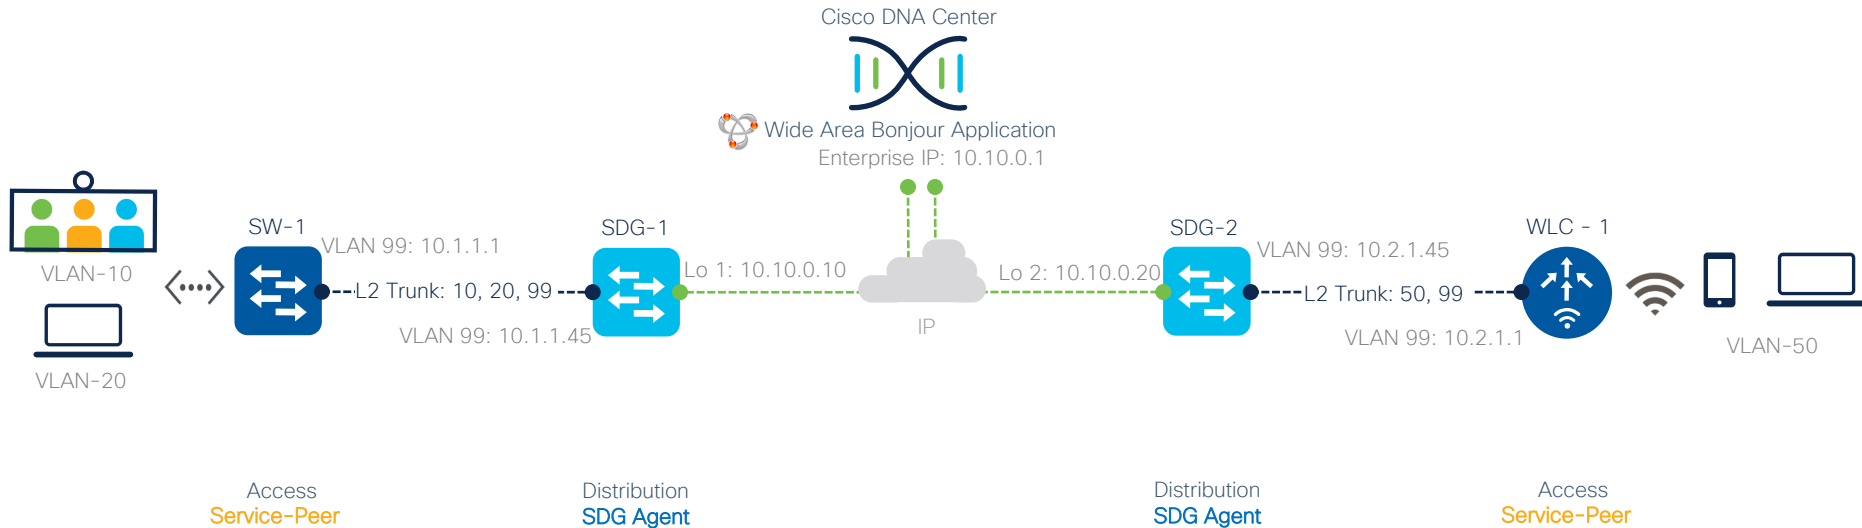 Cisco DNA Center
Wide Area Bonjour Application
Enterprise IP: 10.10.0.1
VLAN-10
VLAN-20
SW-1
VLAN 99: 10.1.1.1
L2 Trunk: 10, 20, 99
VLAN 99: 10.1.1.45
SDG-1
Lo 1: 10.10.0.10
IP
Lo 2: 10.10.0.20
SDG-2
VLAN 99: 10.2.1.45
L2 Trunk: 50, 99
VLAN 99: 10.2.1.1
WLC - 1
VLAN-50
Access
Service-Peer
Distribution
SDG Agent
Distribution
SDG Agent
Access
Service-Peer